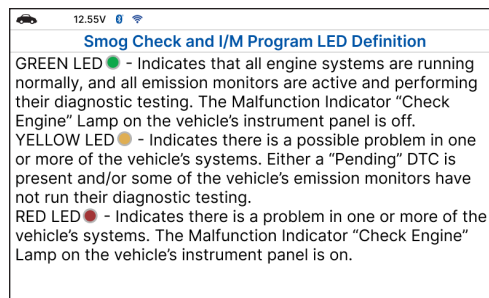 12.55V
Smog Check and I/M Program LED Definition
GREEN LED - Indicates that all engine systems are running
normally, and all emission monitors are active and performing
their diagnostic testing. The Malfunction Indicator “Check
Engine” Lamp on the vehicle’s instrument panel is off.
YELLOW LED - Indicates there is a possible problem in one
or more of the vehicle’s systems. Either a “Pending” DTC is
present and/or some of the vehicle’s emission monitors have
not run their diagnostic testing.
RED LED - Indicates there is a problem in one or more of the
vehicle’s systems. The Malfunction Indicator “Check Engine”
Lamp on the vehicle’s instrument panel is on.